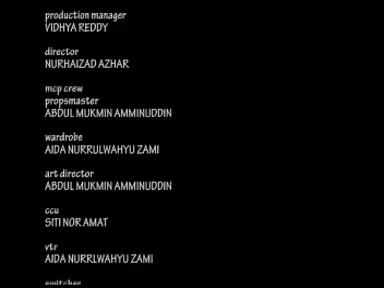 production manager
VIDHYA REDDY
director
NURHAIZAD AZHAR
mcp crew
propsmaster
ABDUL MUKMIN AMMINUDDIN
wardrobe
AIDA NURRULWAHYU ZAMI
art director
ABDUL MUKMIN AMMINUDDIN
ccu
SITI NOR AMAT
vtr
AIDA NURRLWAHYU ZAMI
switcher